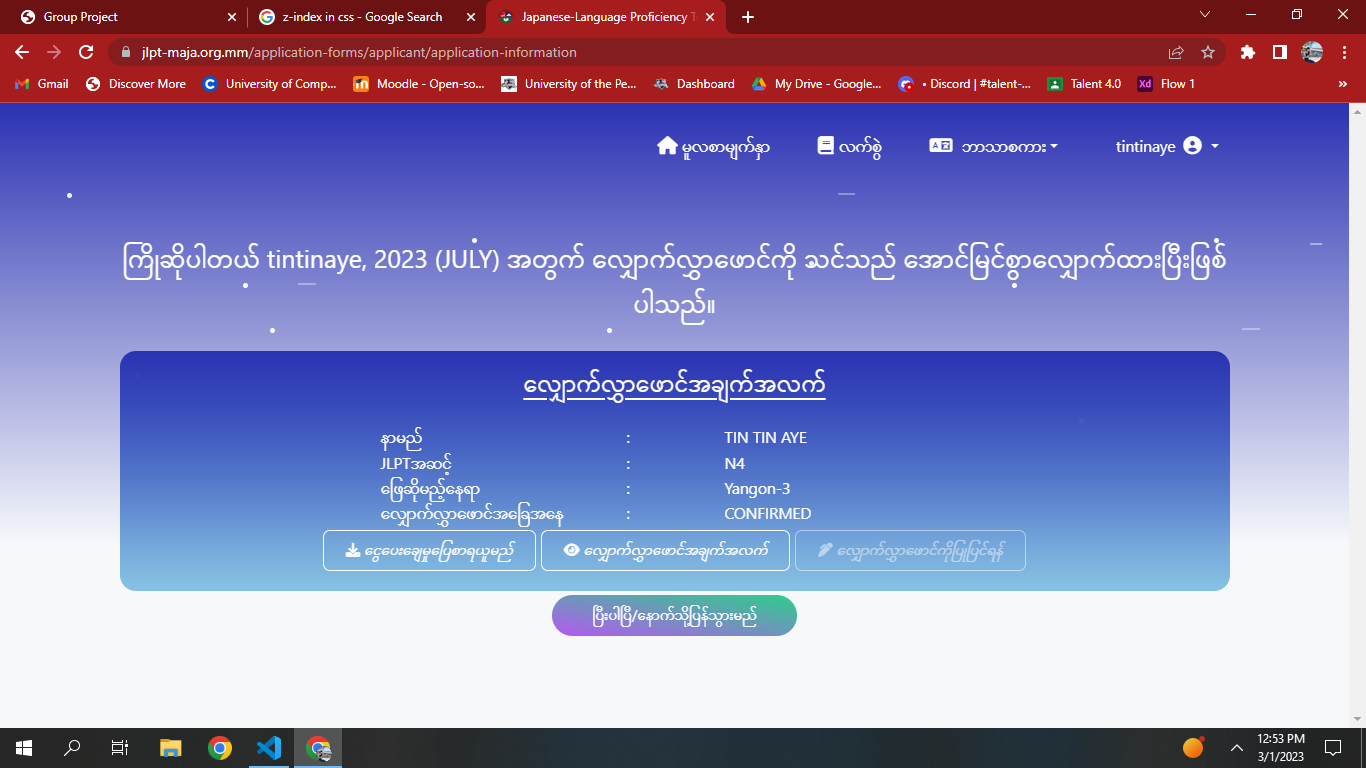 Group Project
z-index in css - Google Search
Japanese-Language Proficiency T
jlpt-maja.org.mm/application-forms/applicant/application-information
Gmail
Discover More
University of Comp...
Moodle - Open-so...
University of the Pe...
Dashboard
My Drive - Google...
• Discord | #talent-...
Talent 4.0
Xd Flow 1
»
မူလစာမျက်နှာ
လက်စွဲ
ဘာသာစကား
tintinaye
ကြိုဆိုပါတယ် tintinaye, 2023 (JULY) အတွက် လျှောက်လွှာဖောင်ကို သင်သည် အောင်မြင်စွာလျှောက်ထားပြီးဖြစ်
ပါသည်။
လျှောက်လွှာဖောင်အချက်အလက်
နာမည် : TIN TIN AYE
JLPTအဆင့် : N4
ဖြေဆိုမည့်နေရာ : Yangon-3
လျှောက်လွှာဖောင်အခြေအနေ : CONFIRMED
ငွေပေးချေမှုပြေစာရယူမည်
လျှောက်လွှာဖောင်အချက်အလက်
လျှောက်လွှာဖောင်ကိုပြုပြင်ရန်
ပြီးပါပြီ/နောက်သို့ပြန်သွားမည်
12:53 PM
3/1/2023